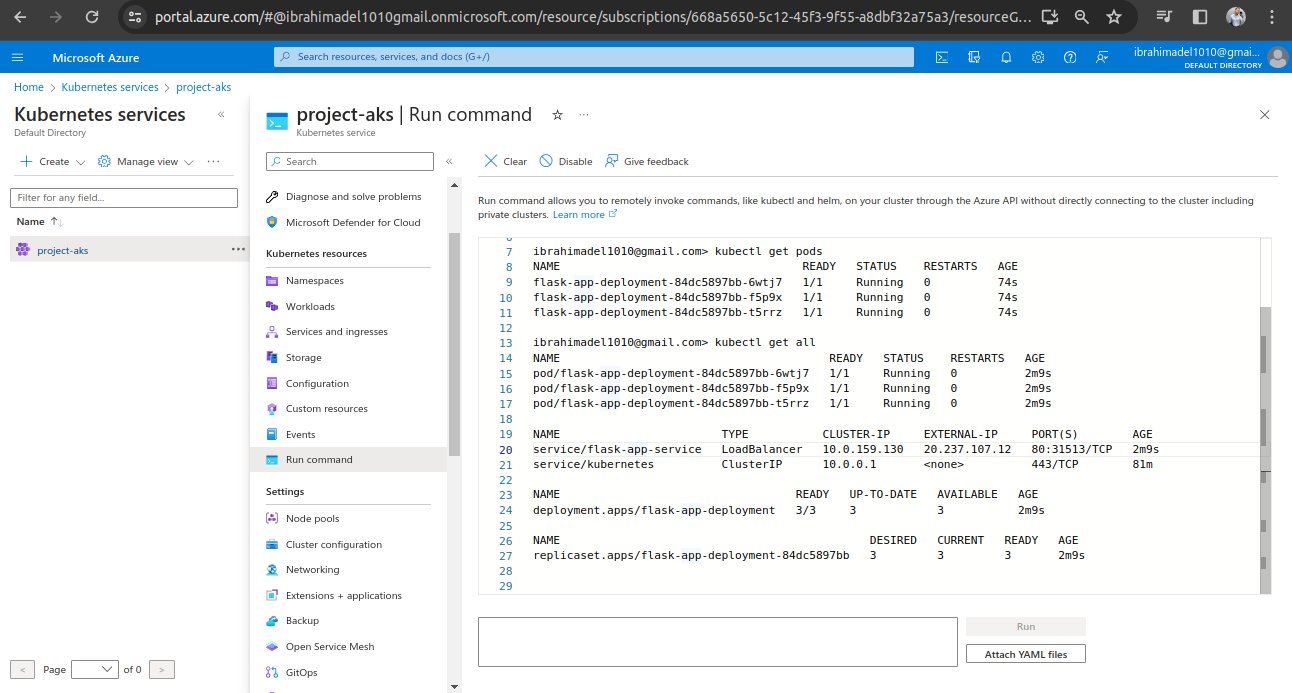 portal.azure.com/#@ibrahimadel1010gmail.onmicrosoft.com/resource/subscriptions/668a5650-5c12-45f3-9f55-a8dbf32a75a3/resourceG...
Microsoft Azure
Search resources, services, and docs (G+/)
ibrahimadel1010@gmai...
DEFAULT DIRECTORY
Home > Kubernetes services > project-aks
Kubernetes services
Default Directory
Create
Manage view
Filter for any field...
Name
project-aks
Page
of 0
project-aks | Run command
Kubernetes service
Search
Diagnose and solve problems
Microsoft Defender for Cloud
Kubernetes resources
Namespaces
Workloads
Services and ingresses
Storage
Configuration
Custom resources
Events
Run command
Settings
Node pools
Cluster configuration
Networking
Extensions + applications
Backup
Open Service Mesh
GitOps
Clear
Disable
Give feedback
Run command allows you to remotely invoke commands, like kubectl and helm, on your cluster through the Azure API without directly connecting to the cluster including
private clusters. Learn more
7 ibrahimadel1010@gmail.com> kubectl get pods
8 NAME READY STATUS RESTARTS AGE
9 flask-app-deployment-84dc5897bb-6wtj7 1/1 Running 0 74s
10 flask-app-deployment-84dc5897bb-f5p9x 1/1 Running 0 74s
11 flask-app-deployment-84dc5897bb-t5rrz 1/1 Running 0 74s
12
13 ibrahimadel1010@gmail.com> kubectl get all
14 NAME READY STATUS RESTARTS AGE
15 pod/flask-app-deployment-84dc5897bb-6wtj7 1/1 Running 0 2m9s
16 pod/flask-app-deployment-84dc5897bb-f5p9x 1/1 Running 0 2m9s
17 pod/flask-app-deployment-84dc5897bb-t5rrz 1/1 Running 0 2m9s
18
19 NAME TYPE CLUSTER-IP EXTERNAL-IP PORT(S) AGE
20 service/flask-app-service LoadBalancer 10.0.159.130 20.237.107.12 80:31513/TCP 2m9s
21 service/kubernetes ClusterIP 10.0.0.1 <none> 443/TCP 81m
22
23 NAME READY UP-TO-DATE AVAILABLE AGE
24 deployment.apps/flask-app-deployment 3/3 3 3 2m9s
25
26 NAME DESIRED CURRENT READY AGE
27 replicaset.apps/flask-app-deployment-84dc5897bb 3 3 3 2m9s
28
29
Run
Attach YAML files